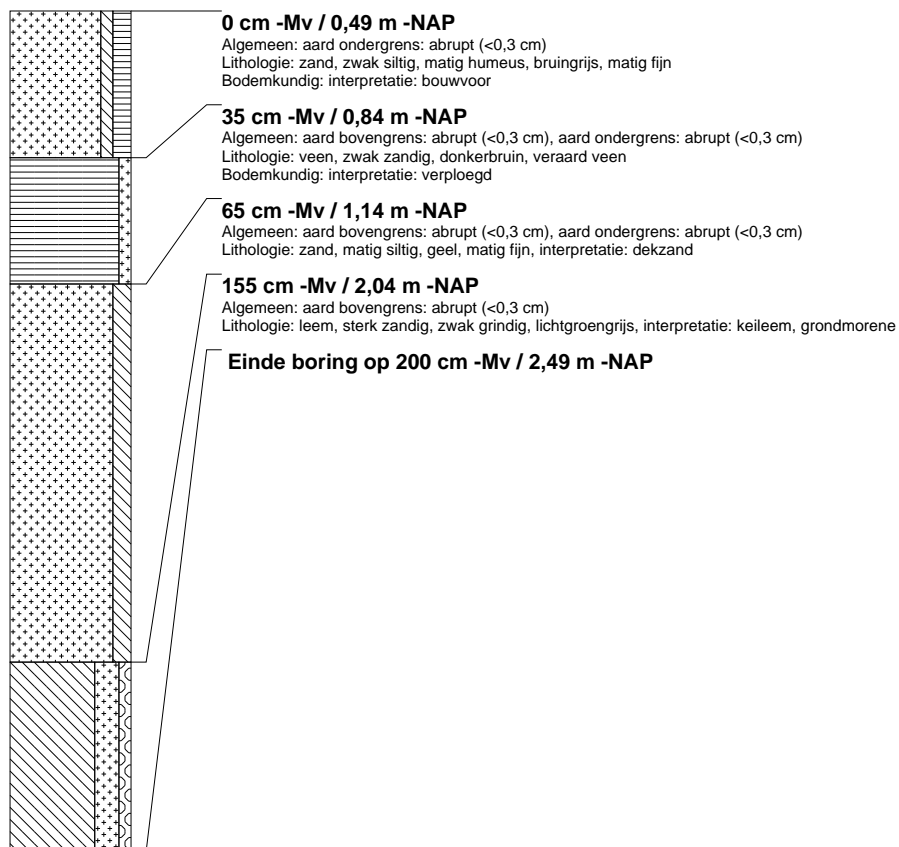 0 cm -Mv / 0,49 m -NAP
Algemeen: aard ondergrens: abrupt (<0,3 cm)
Lithologie: zand, zwak siltig, matig humeus, bruingrijs, matig fijn
Bodemkundig: interpretatie: bouwvoor
35 cm -Mv / 0,84 m -NAP
Algemeen: aard bovengrens: abrupt (<0,3 cm), aard ondergrens: abrupt (<0,3 cm)
Lithologie: veen, zwak zandig, donkerbruin, veraard veen
Bodemkundig: interpretatie: verploegd
65 cm -Mv / 1,14 m -NAP
Algemeen: aard bovengrens: abrupt (<0,3 cm), aard ondergrens: abrupt (<0,3 cm)
Lithologie: zand, matig siltig, geel, matig fijn, interpretatie: dekzand
155 cm -Mv / 2,04 m -NAP
Algemeen: aard bovengrens: abrupt (<0,3 cm)
Lithologie: leem, sterk zandig, zwak grindig, lichtgroengrijs, interpretatie: keileem, grondmorene
Einde boring op 200 cm -Mv / 2,49 m -NAP